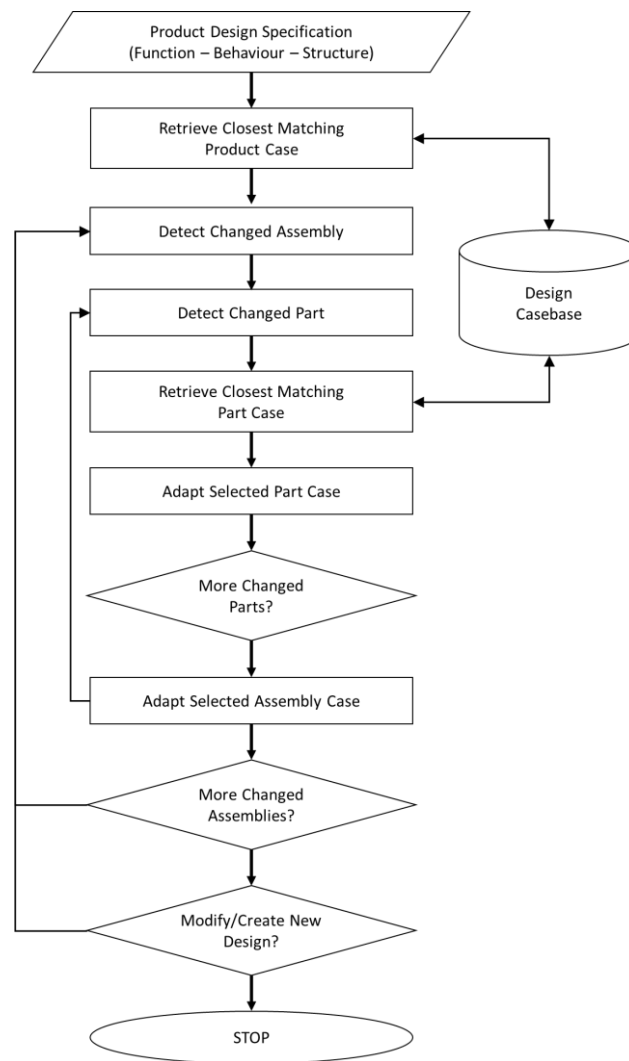 Product Design Specification
(Function – Behaviour – Structure)
Retrieve Closest Matching
Product Case
Detect Changed Assembly
Design
Casebase
Detect Changed Part
Retrieve Closest Matching
Part Case
Adapt Selected Part Case
More Changed
Parts?
Adapt Selected Assembly Case
More Changed
Assemblies?
Modify/Create New
Design?
STOP